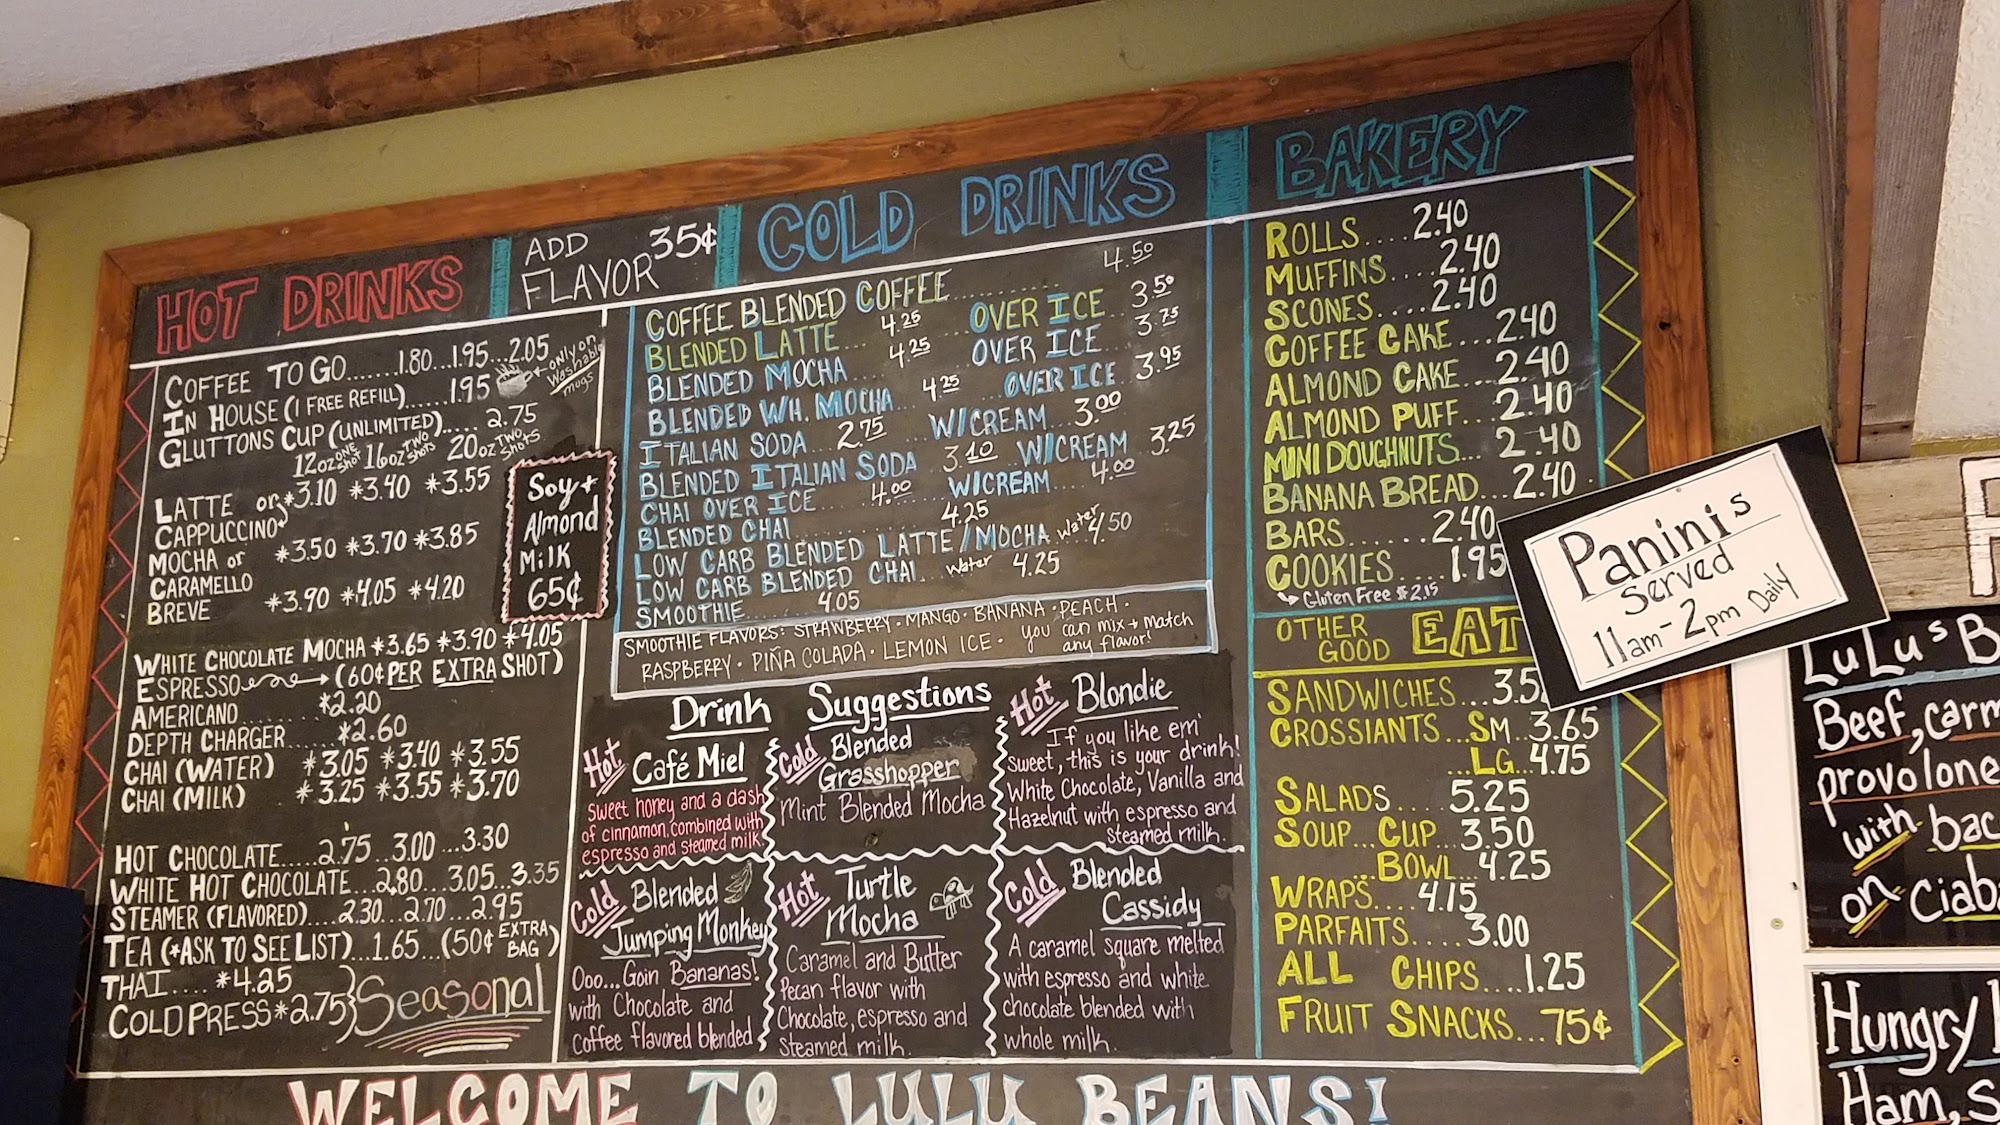 HOT DRINKS
ADD FLAVOR 35¢
COFFEE TO GO.......1.80...1.95...2.05
IN HOUSE (1 FREE REFILL)......1.95
←only on washable mugs
GLUTTONS CUP (UNLIMITED)..... 2.75
12oz ONE SHOT 16oz TWO SHOTS 20oz TWO SHOTS
LATTE or *3.10 *3.40 *3.55
CAPPUCCINO
MOCHA or *3.50 *3.70 *3.85
CARAMELLO
BREVE *3.90 *4.05 *4.20
Soy +
Almond
Milk
65¢
WHITE CHOCOLATE MOCHA *3.65 *3.90 *4.05
ESPRESSO → (60¢ PER EXTRA SHOT)
AMERICANO........ *2.20
DEPTH CHARGER.... *2.60
CHAI (WATER) *3.05 *3.40 *3.55
CHAI (MILK) *3.25 *3.55 *3.70
HOT CHOCOLATE.....2.75...3.00...3.30
WHITE HOT CHOCOLATE...2.80...3.05...3.35
STEAMER (FLAVORED)....2.30...2.70...2.95
TEA (*ASK TO SEE LIST)..1.65...(50¢ EXTRA BAG)
THAI.... *4.25
COLD PRESS *2.75} Seasonal
COLD DRINKS
COFFEE BLENDED COFFEE............ 4.50
BLENDED LATTE... 4.25 OVER ICE... 3.50
BLENDED MOCHA... 4.25 OVER ICE... 3.75
BLENDED WH. MOCHA... 4.25 OVER ICE... 3.95
ITALIAN SODA... 2.75 ... W/CREAM... 3.00
BLENDED ITALIAN SODA 3.10 W/CREAM 3.25
CHAI OVER ICE... 4.00 ... W/CREAM... 4.00
BLENDED CHAI............ 4.25
LOW CARB BLENDED LATTE/MOCHA water 4.50
LOW CARB BLENDED CHAI... water 4.25
SMOOTHIE....... 4.05
SMOOTHIE FLAVORS: STRAWBERRY · MANGO · BANANA · PEACH ·
RASPBERRY · PIÑA COLADA · LEMON ICE · you can mix + match any flavor!
Drink Suggestions
Hot Café Miel
Sweet honey and a dash
of cinnamon. combined with
espresso and steamed milk.
Cold Blended
Grasshopper
Mint Blended Mocha
Hot Blondie
If you like em'
sweet, this is your drink!
White Chocolate, Vanilla and
Hazelnut with espresso and
steamed milk.
Cold Blended
Jumping Monkey
Ooo...Goin Bananas!
with Chocolate and
coffee flavored blended
Hot Turtle
Mocha
Caramel and Butter
Pecan flavor with
Chocolate, espresso and
steamed milk.
Cold Blended
Cassidy
A caramel square melted
with espresso and white
chocolate blended with
whole milk.
BAKERY
ROLLS.... 2.40
MUFFINS.... 2.40
SCONES.... 2.40
COFFEE CAKE... 2.40
ALMOND CAKE... 2.40
ALMOND PUFF... 2.40
MINI DOUGHNUTS... 2.40
BANANA BREAD... 2.40
BARS....... 2.40
COOKIES.... 1.95
↳ Gluten Free $2.15
OTHER GOOD EAT
SANDWICHES...3.5
CROSSIANTS...SM..3.65
...LG..4.75
SALADS.... 5.25
SOUP...CUP...3.50
..BOWL..4.25
WRAPS.... 4.15
PARFAITS.... 3.00
ALL CHIPS....1.25
FRUIT SNACKS...75¢
Paninis
Served
11am-2pm Daily
WELCOME TO LULU BEANS!
LuLu's B
Beef, carm
provolone
with bac
on Ciaba
Hungry
Ham, S